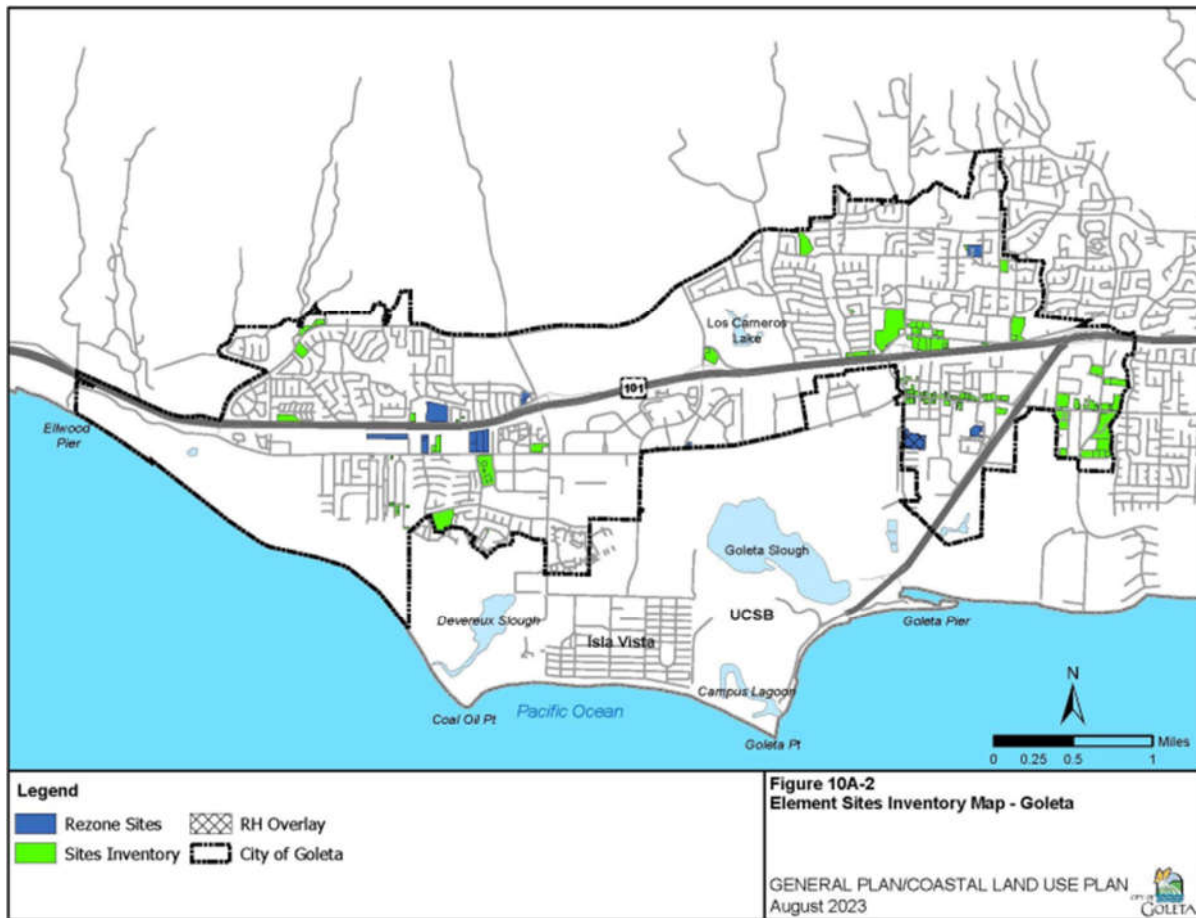 Los Carneros
Lake
101
Ellwood
Pier
Goleta Slough
Devereux Slough
UCSB
Isla Vista
Goleta Pier
Campus Lagoon
Coal Oil Pt
Pacific Ocean
Goleta Pt
N
Miles
0 0.25 0.5 1
Legend
Rezone Sites
RH Overlay
Sites Inventory
City of Goleta
Figure 10A-2
Element Sites Inventory Map - Goleta
GENERAL PLAN/COASTAL LAND USE PLAN
August 2023
CITY OF
GOLETA